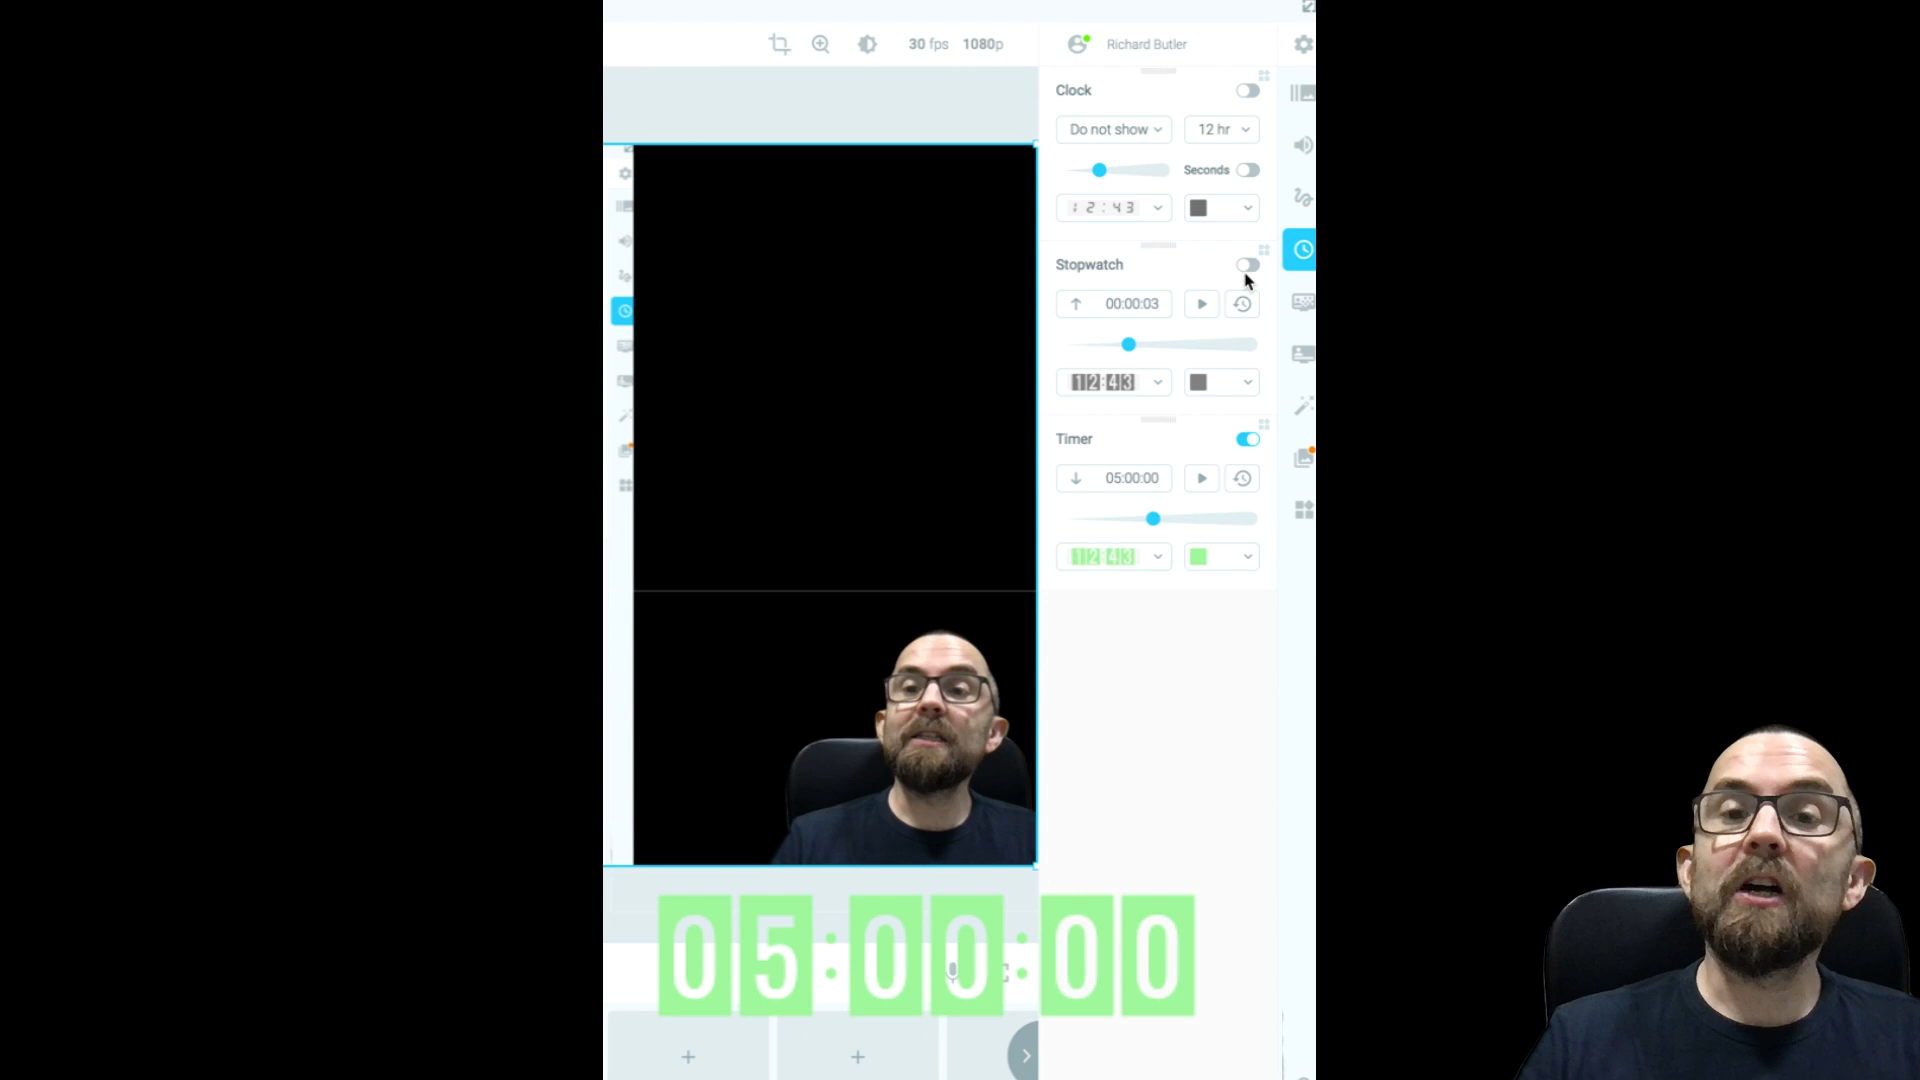 30 fps 1080p Richard Butler
Clock
Do not show 12 hr
Seconds
12:43
Stopwatch
00:00:03
12:43
Timer
05:00:00
12:43
05:00:00